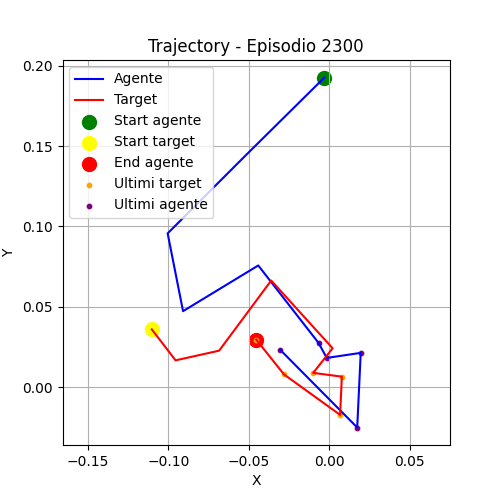 Trajectory - Episodio 2300
Y
0.20
0.15
0.10
0.05
0.00
Agente
Target
Start agente
Start target
End agente
Ultimi target
Ultimi agente
−0.15
−0.10
−0.05
0.00
0.05
X